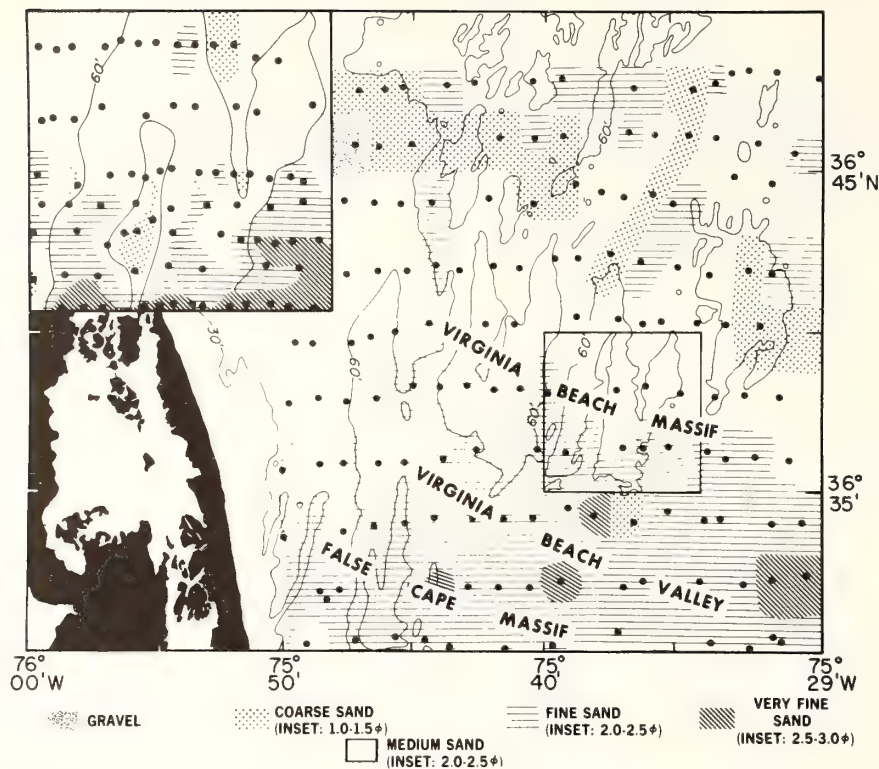 60'
60'
36°
45'
N
30'
60'
VIRGINIA
60'
BEACH
60'
MASSIF
VIRGINIA
36°
35'
BEACH
FALSE
CAPE
VALLEY
MASSIF
76°
00'W
75°
50'
75°
40'
75°
29'W
GRAVEL
COARSE SAND
(INSET: 1.0-1.5ϕ)
FINE SAND
(INSET: 2.0-2.5ϕ)
VERY FINE
SAND
(INSET: 2.5-3.0ϕ)
MEDIUM SAND
(INSET: 2.0-2.5ϕ)